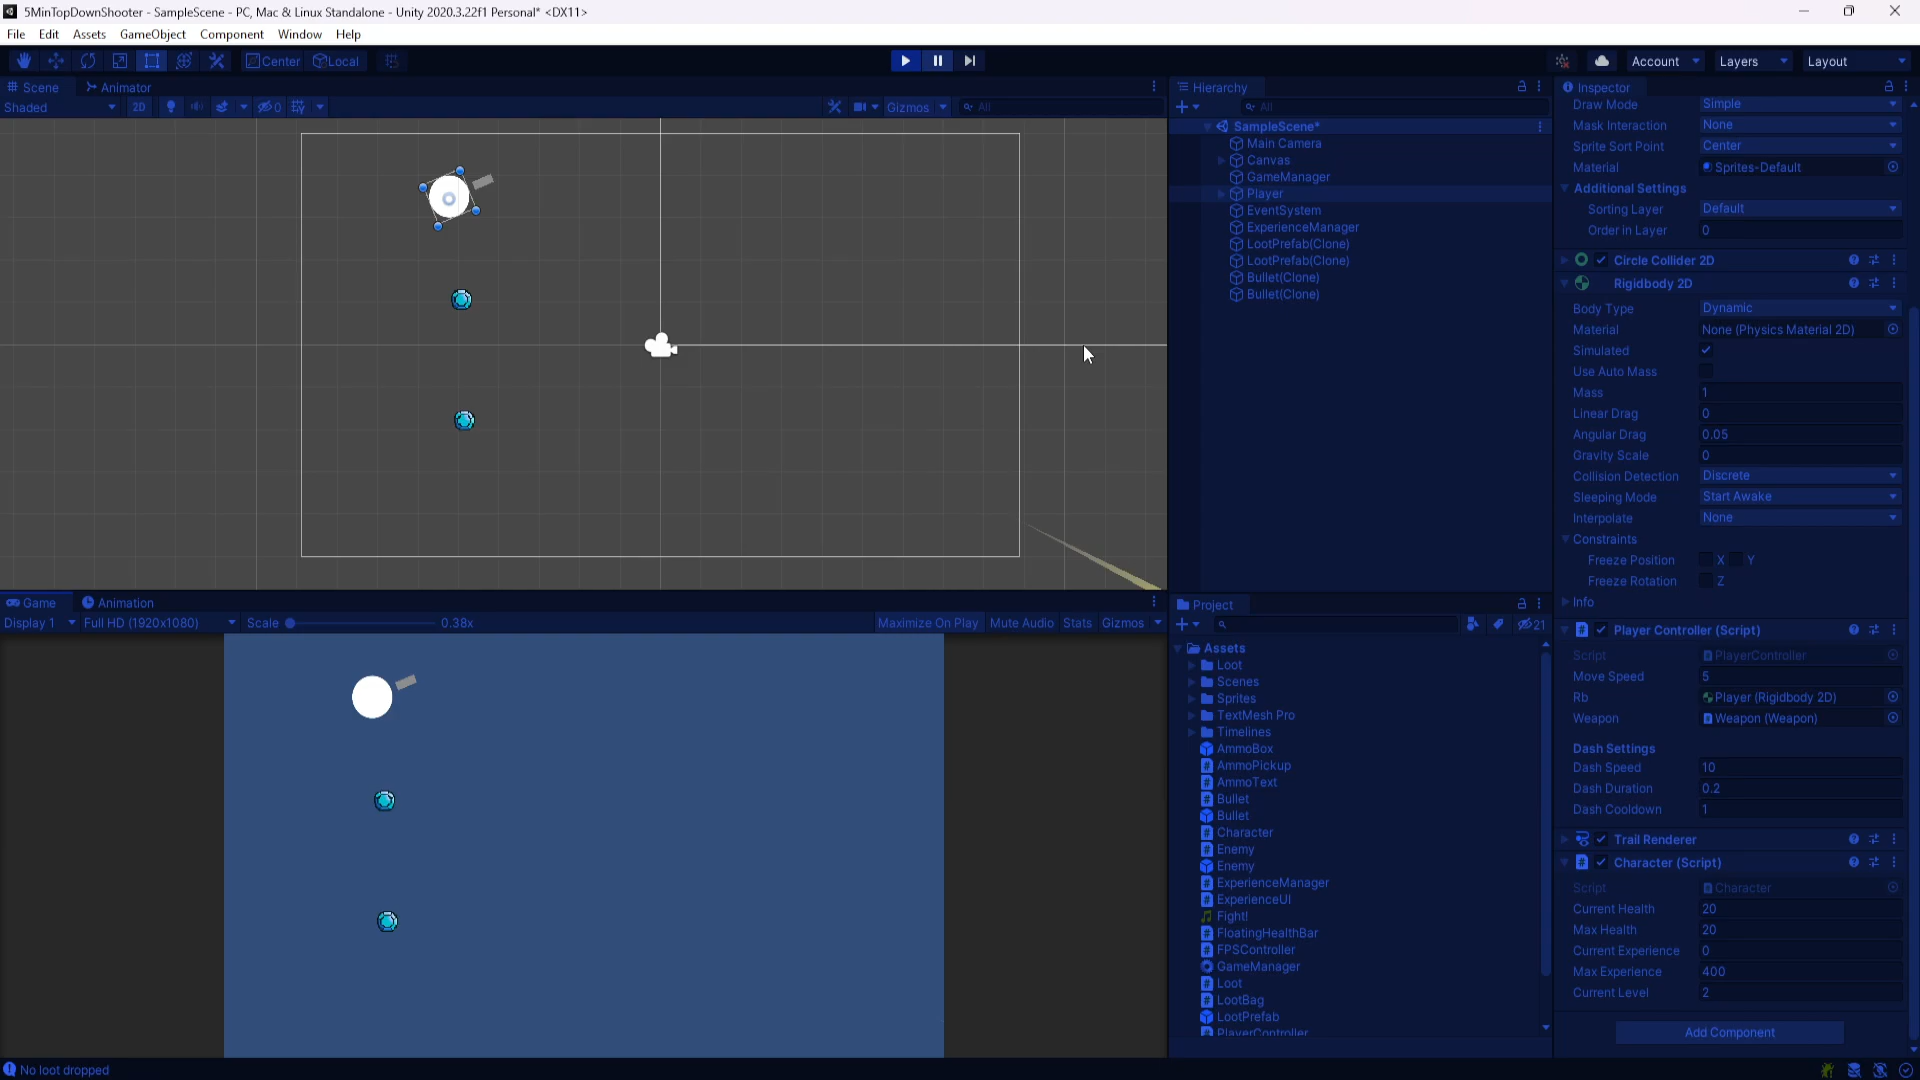 5MinTopDownShooter - SampleScene - PC, Mac & Linux Standalone - Unity 2020.3.22f1 Personal* <DX11>
File Edit Assets GameObject Component Window Help
Center Local Account Layers Layout
Scene Animator
Shaded 2D 0 Gizmos All
Hierarchy
All
SampleScene*
Main Camera
Canvas
GameManager
Player
EventSystem
ExperienceManager
LootPrefab(Clone)
LootPrefab(Clone)
Bullet(Clone)
Bullet(Clone)
Game Animation
Display 1 Full HD (1920x1080) Scale 0.38x Maximize On Play Mute Audio Stats Gizmos
Project
21
Assets
Loot
Scenes
Sprites
TextMesh Pro
Timelines
AmmoBox
AmmoPickup
AmmoText
Bullet
Bullet
Character
Enemy
Enemy
ExperienceManager
ExperienceUI
Fight!
FloatingHealthBar
FPSController
GameManager
Loot
LootBag
LootPrefab
PlayerController
Inspector
Draw Mode Simple
Mask Interaction None
Sprite Sort Point Center
Material Sprites-Default
Additional Settings
Sorting Layer Default
Order in Layer 0
Circle Collider 2D
Rigidbody 2D
Body Type Dynamic
Material None (Physics Material 2D)
Simulated
Use Auto Mass
Mass 1
Linear Drag 0
Angular Drag 0.05
Gravity Scale 0
Collision Detection Discrete
Sleeping Mode Start Awake
Interpolate None
Constraints
Freeze Position X Y
Freeze Rotation Z
Info
Player Controller (Script)
Script PlayerController
Move Speed 5
Rb Player (Rigidbody 2D)
Weapon Weapon (Weapon)
Dash Settings
Dash Speed 10
Dash Duration 0.2
Dash Cooldown 1
Trail Renderer
Character (Script)
Script Character
Current Health 20
Max Health 20
Current Experience 0
Max Experience 400
Current Level 2
Add Component
No loot dropped